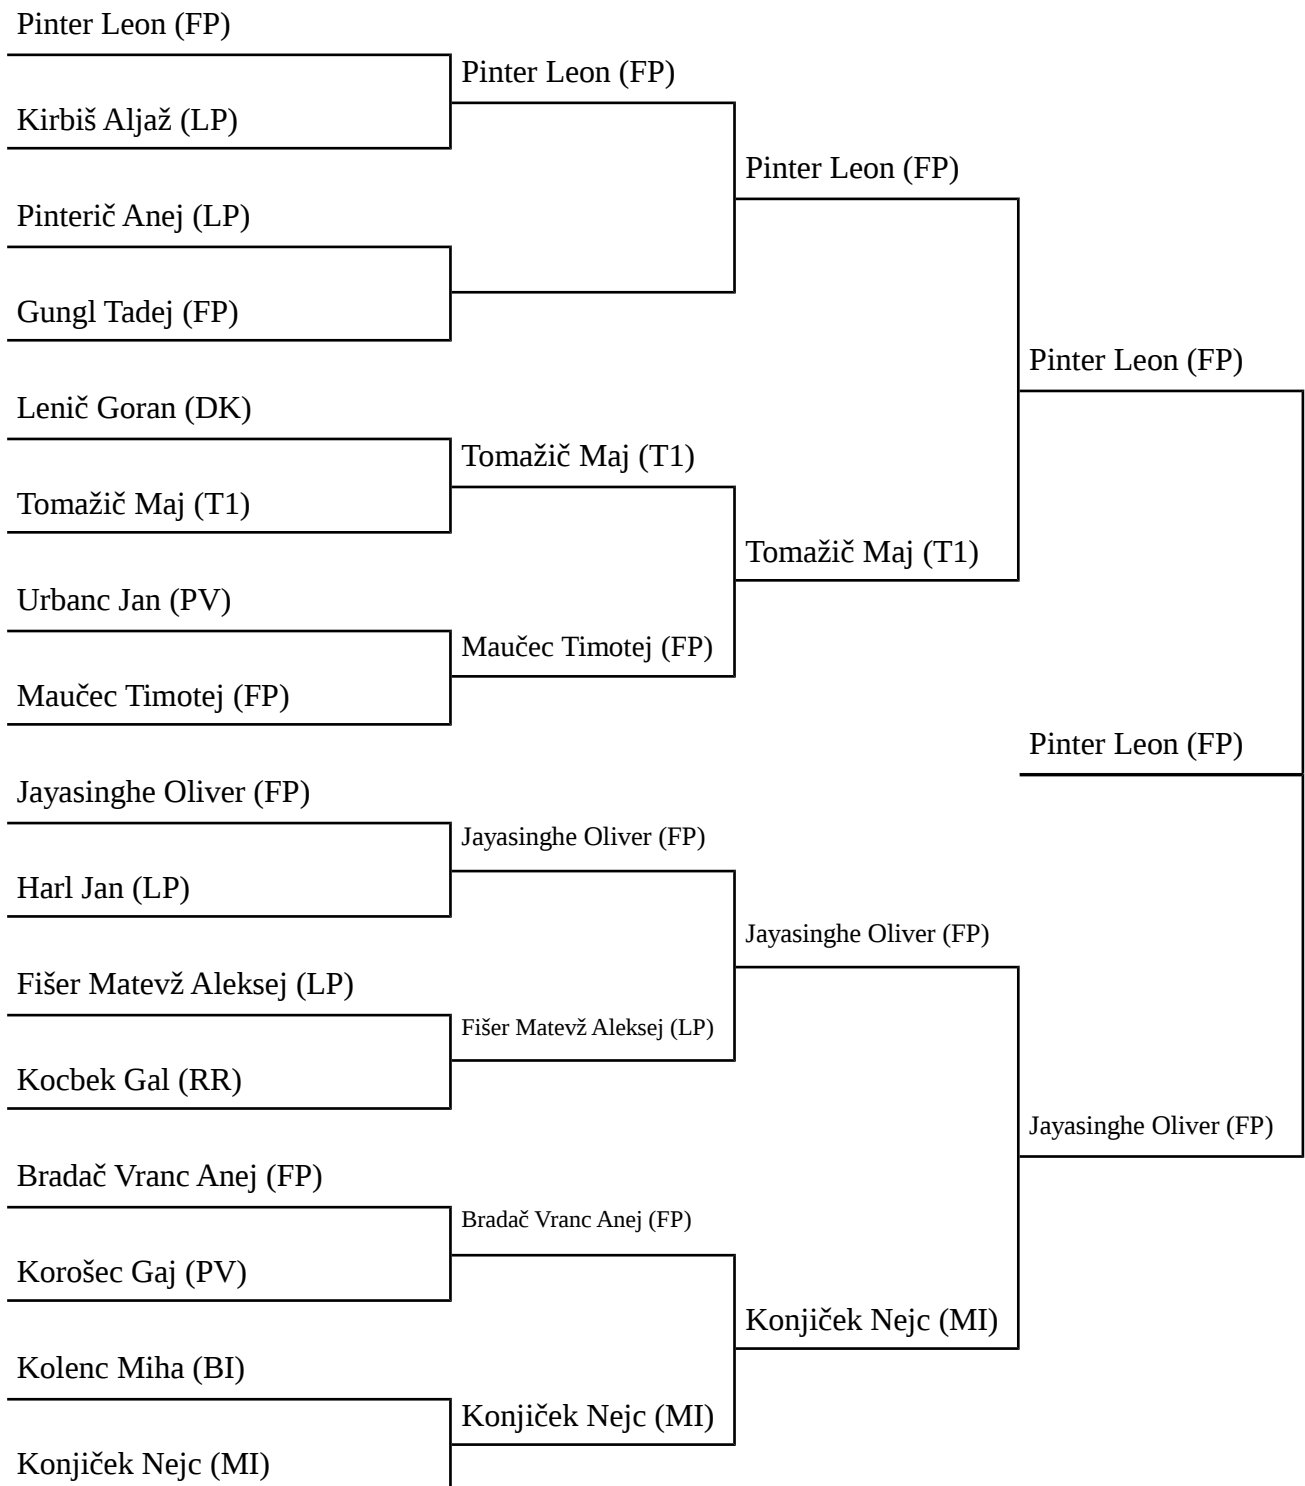 Pinter Leon (FP)
Pinter Leon (FP)
Kirbiš Aljaž (LP)
Pinter Leon (FP)
Pinterič Anej (LP)
Gungl Tadej (FP)
Pinter Leon (FP)
Lenič Goran (DK)
Tomažič Maj (T1)
Tomažič Maj (T1)
Tomažič Maj (T1)
Urbanc Jan (PV)
Maučec Timotej (FP)
Maučec Timotej (FP)
Pinter Leon (FP)
Jayasinghe Oliver (FP)
Jayasinghe Oliver (FP)
Harl Jan (LP)
Jayasinghe Oliver (FP)
Fišer Matevž Aleksej (LP)
Fišer Matevž Aleksej (LP)
Kocbek Gal (RR)
Jayasinghe Oliver (FP)
Bradač Vranc Anej (FP)
Bradač Vranc Anej (FP)
Korošec Gaj (PV)
Konjiček Nejc (MI)
Kolenc Miha (BI)
Konjiček Nejc (MI)
Konjiček Nejc (MI)